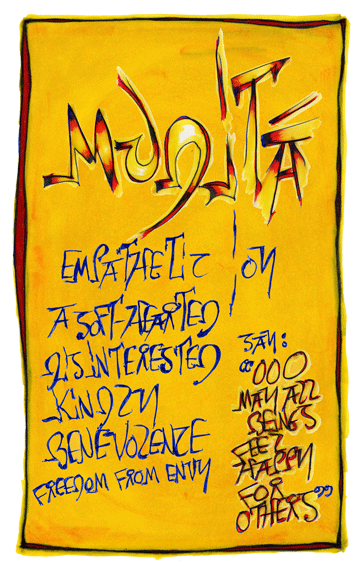 MUDITÁ
EMPATHETIC JOY
A SOFT-HEARTED
DISINTERESTED
KINDLY
BENEVOLENCE
FREEDOM FROM ENVY
SAY:
“OOO
MAY ALL
BEINGS
FEEL
HAPPY
FOR
OTHERS”